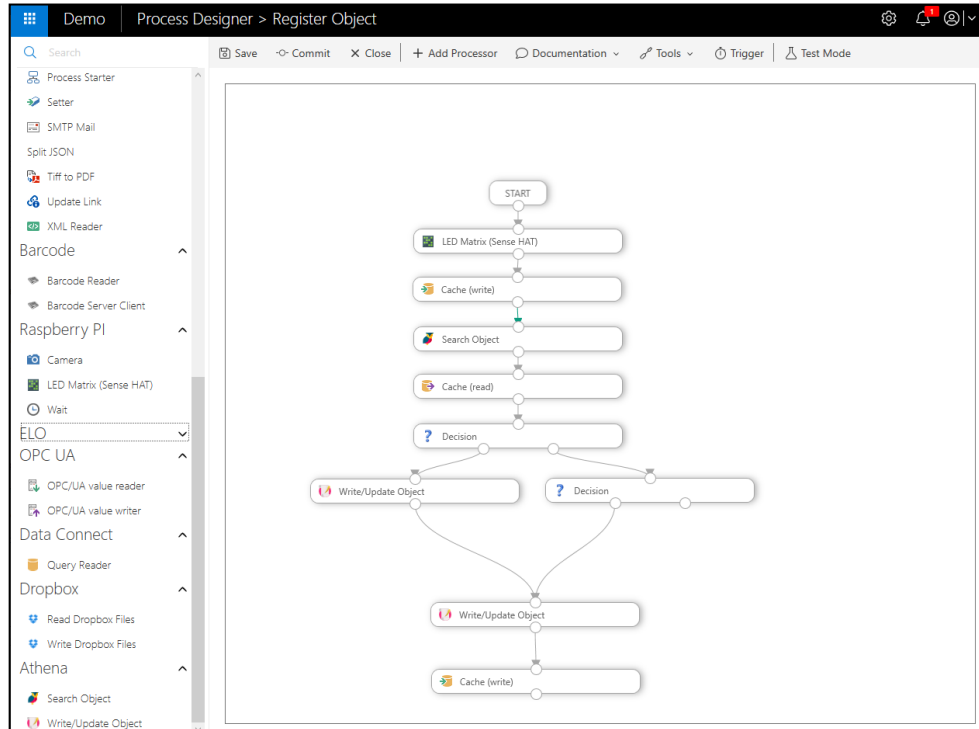 Demo
Process Designer > Register Object
1
Search
Save
Commit
Close
Add Processor
Documentation
Tools
Trigger
Test Mode
Process Starter
Setter
SMTP Mail
Split JSON
Tiff to PDF
Update Link
XML Reader
Barcode
Barcode Reader
Barcode Server Client
Raspberry PI
Camera
LED Matrix (Sense HAT)
Wait
ELO
OPC UA
OPC/UA value reader
OPC/UA value writer
Data Connect
Query Reader
Dropbox
Read Dropbox Files
Write Dropbox Files
Athena
Search Object
Write/Update Object
START
LED Matrix (Sense HAT)
Cache (write)
Search Object
Cache (read)
? Decision
Write/Update Object
? Decision
Write/Update Object
Cache (write)